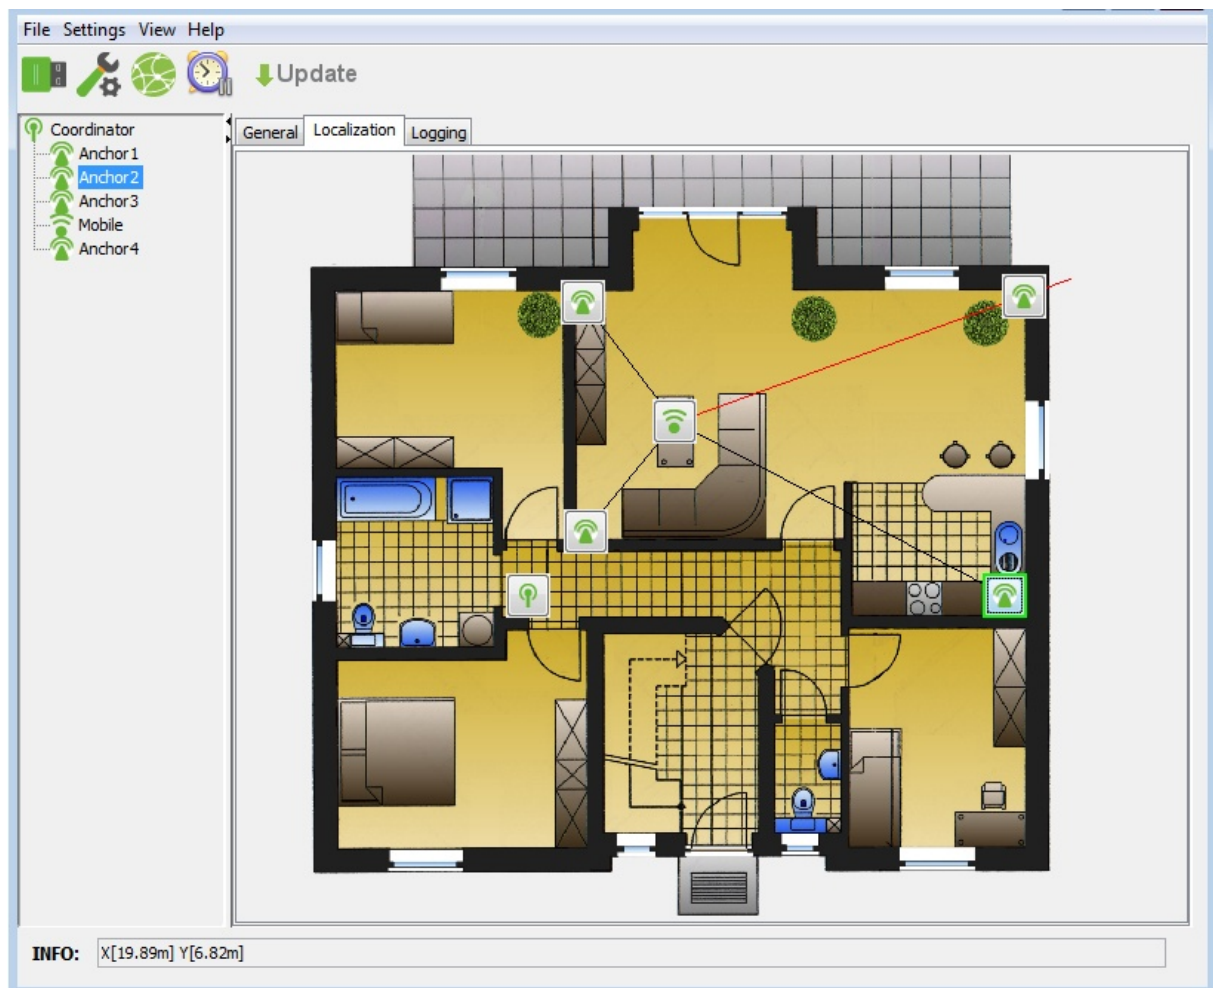 File Settings View Help
Update
Coordinator
Anchor1
Anchor2
Anchor3
Mobile
Anchor4
General Localization Logging
INFO: X[19.89m] Y[6.82m]